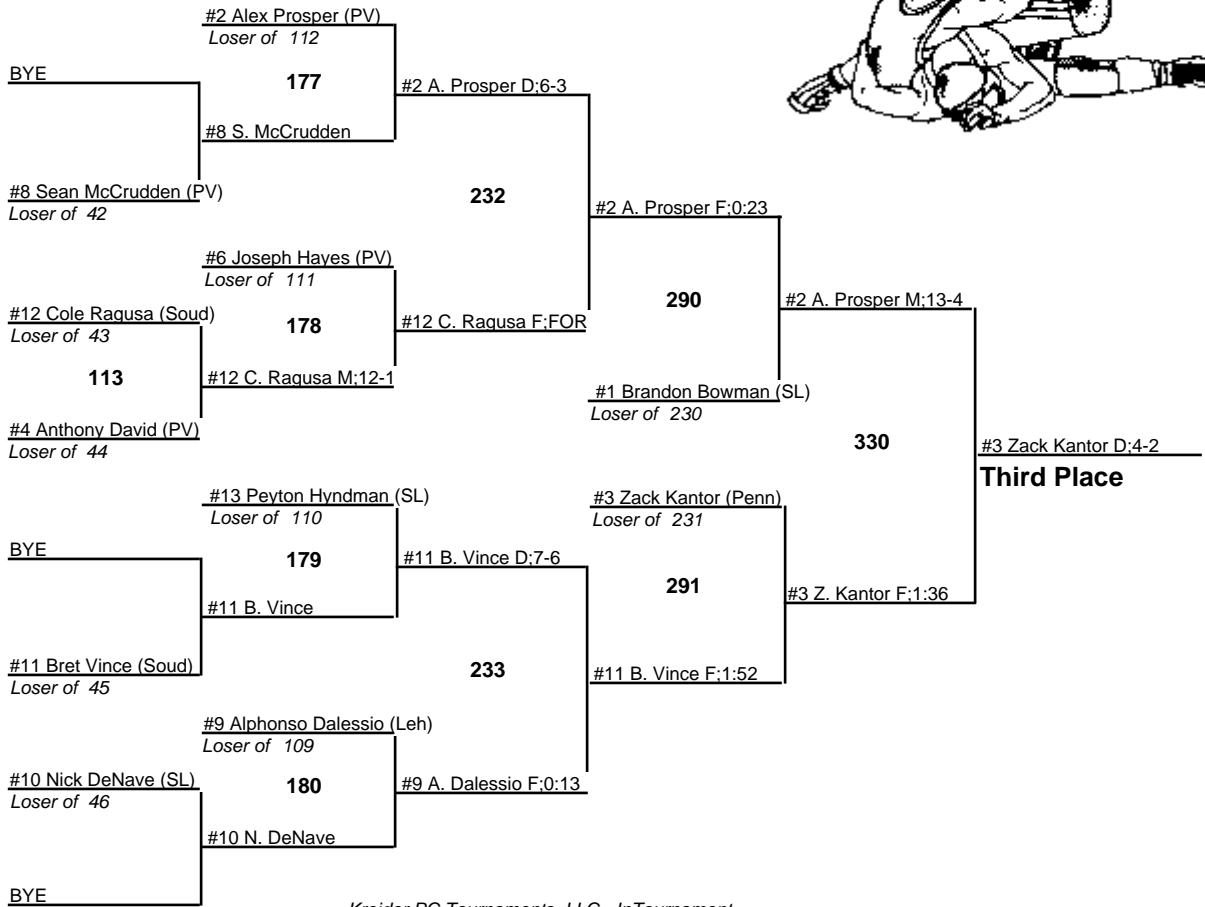 #2 Alex Prosper (PV)
Loser of 112
BYE
177
#2 A. Prosper D;6-3
#8 S. McCrudden
#8 Sean McCrudden (PV)
Loser of 42
232
#2 A. Prosper F;0:23
#6 Joseph Hayes (PV)
Loser of 111
#12 Cole Ragusa (Soud)
Loser of 43
178
#12 C. Ragusa F;FOR
290
#2 A. Prosper M;13-4
113
#12 C. Ragusa M;12-1
#1 Brandon Bowman (SL)
Loser of 230
#4 Anthony David (PV)
Loser of 44
330
#3 Zack Kantor D;4-2
Third Place
#13 Peyton Hyndman (SL)
Loser of 110
#3 Zack Kantor (Penn)
Loser of 231
BYE
179
#11 B. Vince D;7-6
291
#11 B. Vince
#3 Z. Kantor F;1:36
#11 Bret Vince (Soud)
Loser of 45
233
#11 B. Vince F;1:52
#9 Alphonso Dalessio (Leh)
Loser of 109
#10 Nick DeNave (SL)
Loser of 46
180
#9 A. Dalessio F;0:13
#10 N. DeNave
BYE